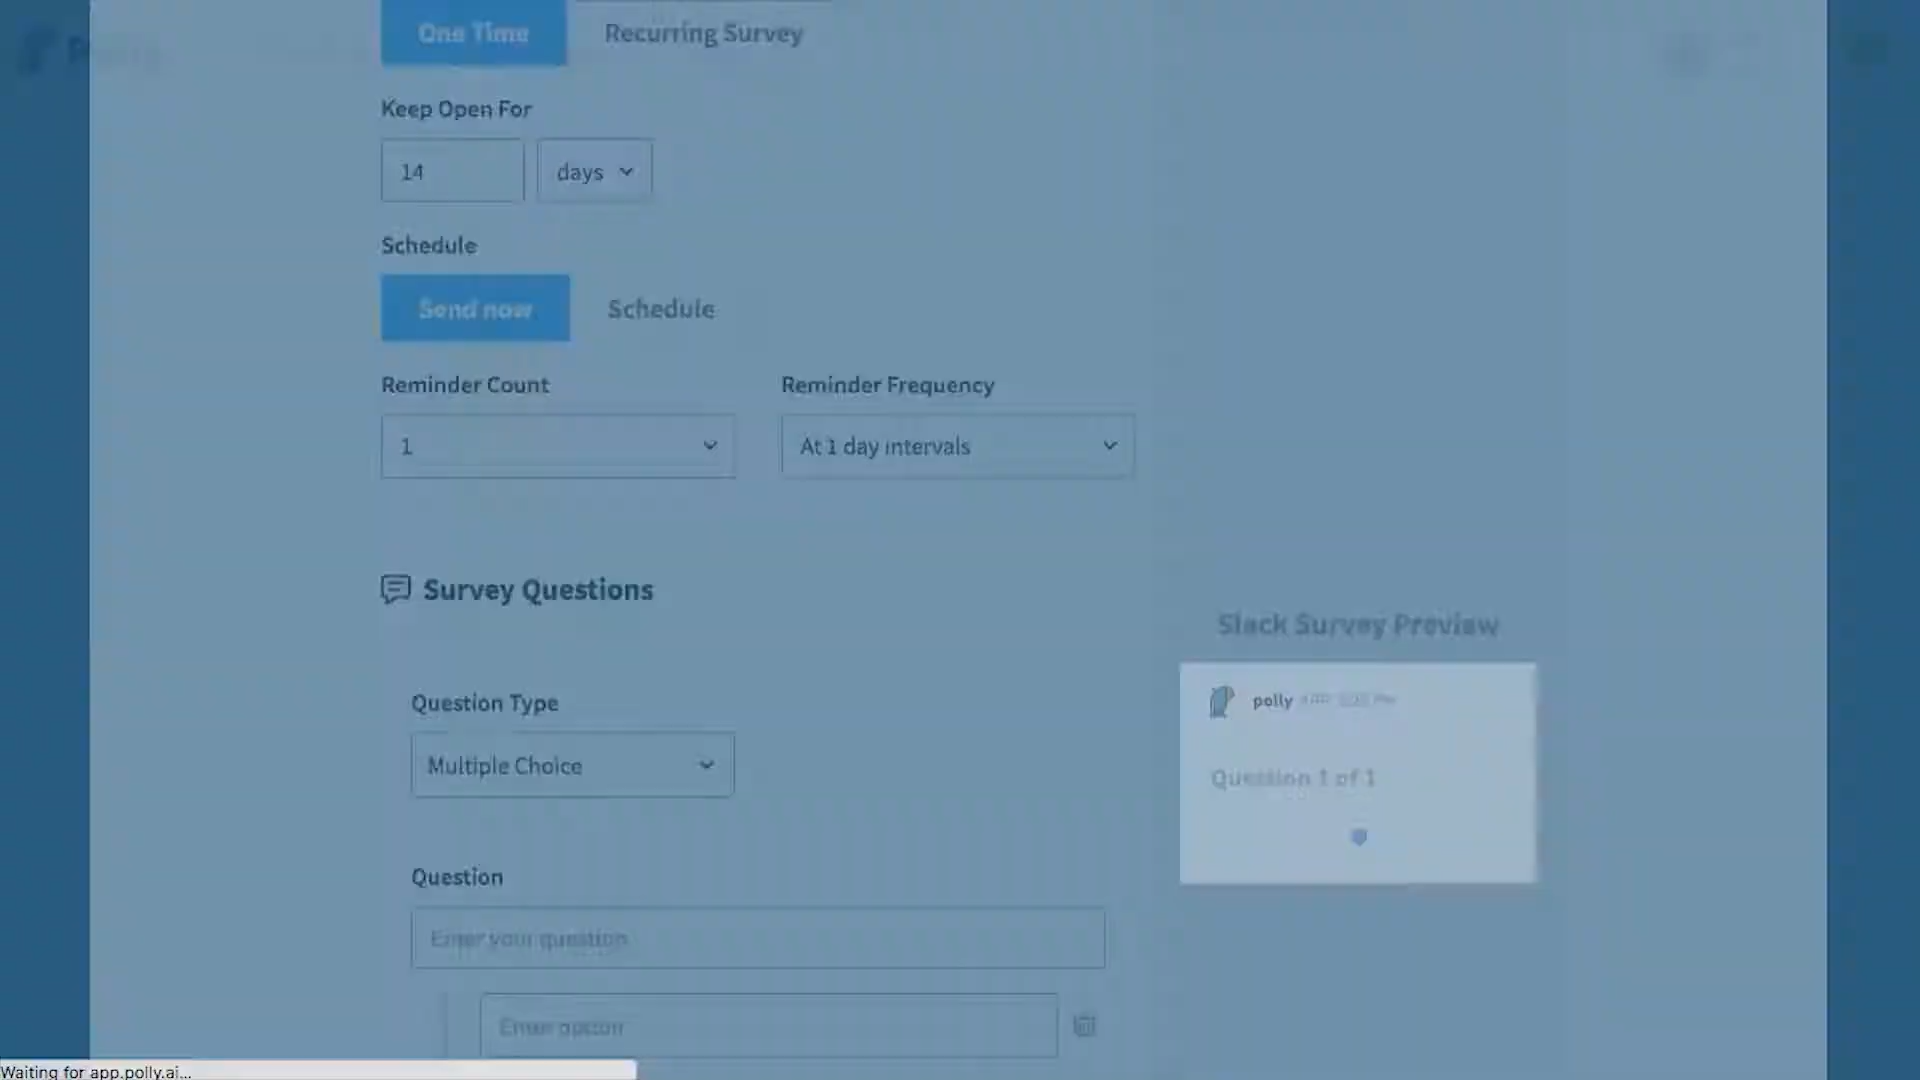 Polly
One Time
Recurring Survey
Keep Open For
14
days
Schedule
Send now
Schedule
Reminder Count
Reminder Frequency
1
At 1 day intervals
Survey Questions
Slack Survey Preview
polly APP
Question Type
Multiple Choice
Question 1 of 1
Question
Enter your question
Enter option
Waiting for app.polly.ai...